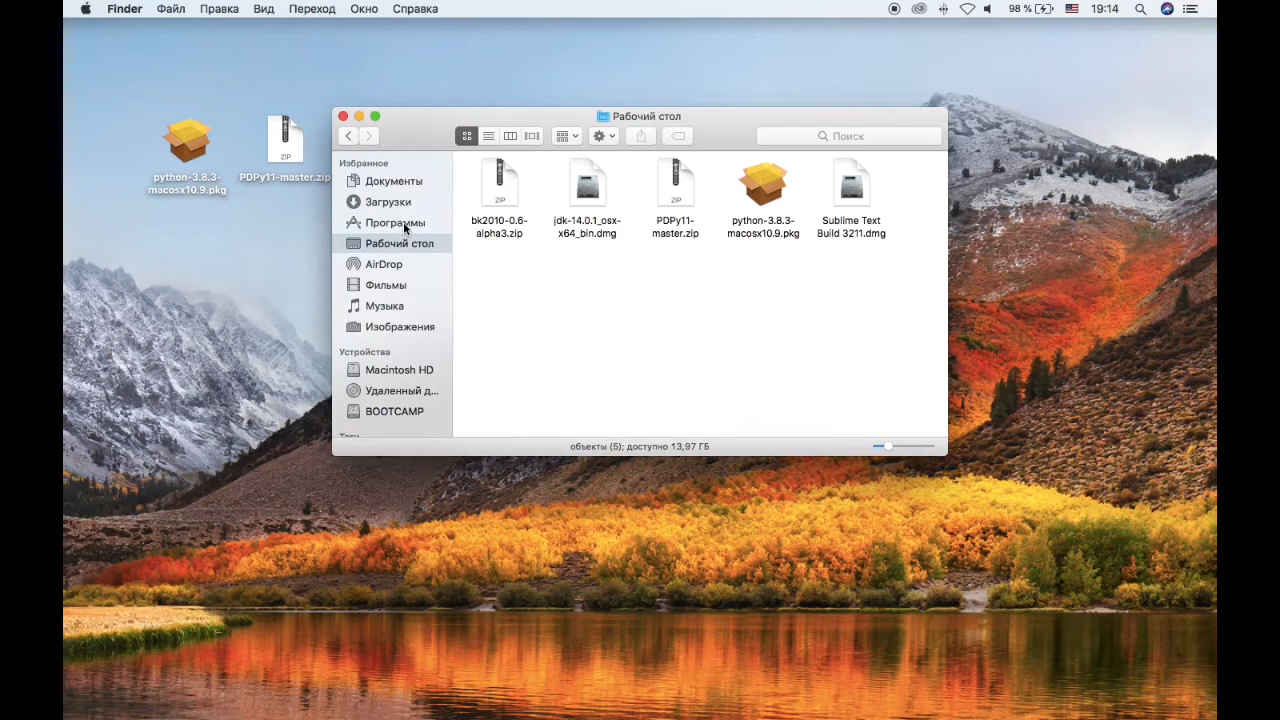 Finder Файл Правка Вид Переход Окно Справка 98 % 19:14
python-3.8.3-
macosx10.9.pkg
ZIP
PDPy11-master.zip
Рабочий стол
Поиск
Избранное
Документы
Загрузки
Программы
Рабочий стол
AirDrop
Фильмы
Музыка
Изображения
Устройства
Macintosh HD
Удаленный д...
BOOTCAMP
Теги
ZIP
bk2010-0.6-
alpha3.zip
jdk-14.0.1_osx-
x64_bin.dmg
ZIP
PDPy11-
master.zip
python-3.8.3-
macosx10.9.pkg
Sublime Text
Build 3211.dmg
объекты (5); доступно 13,97 ГБ